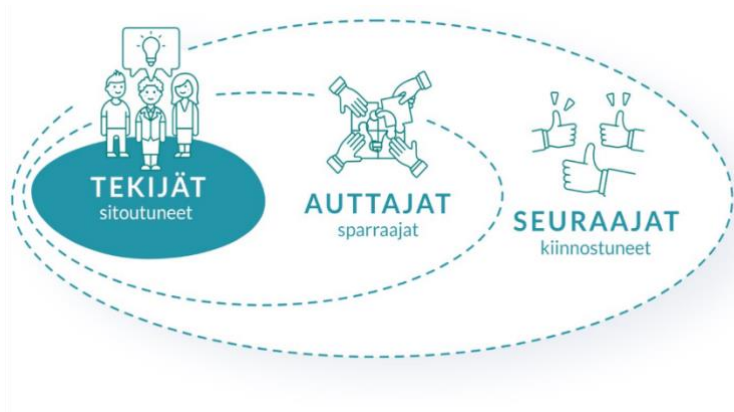 TEKIJÄT
sitoutuneet
AUTTAJAT
sparraajat
SEURAAJAT
kiinnostuneet